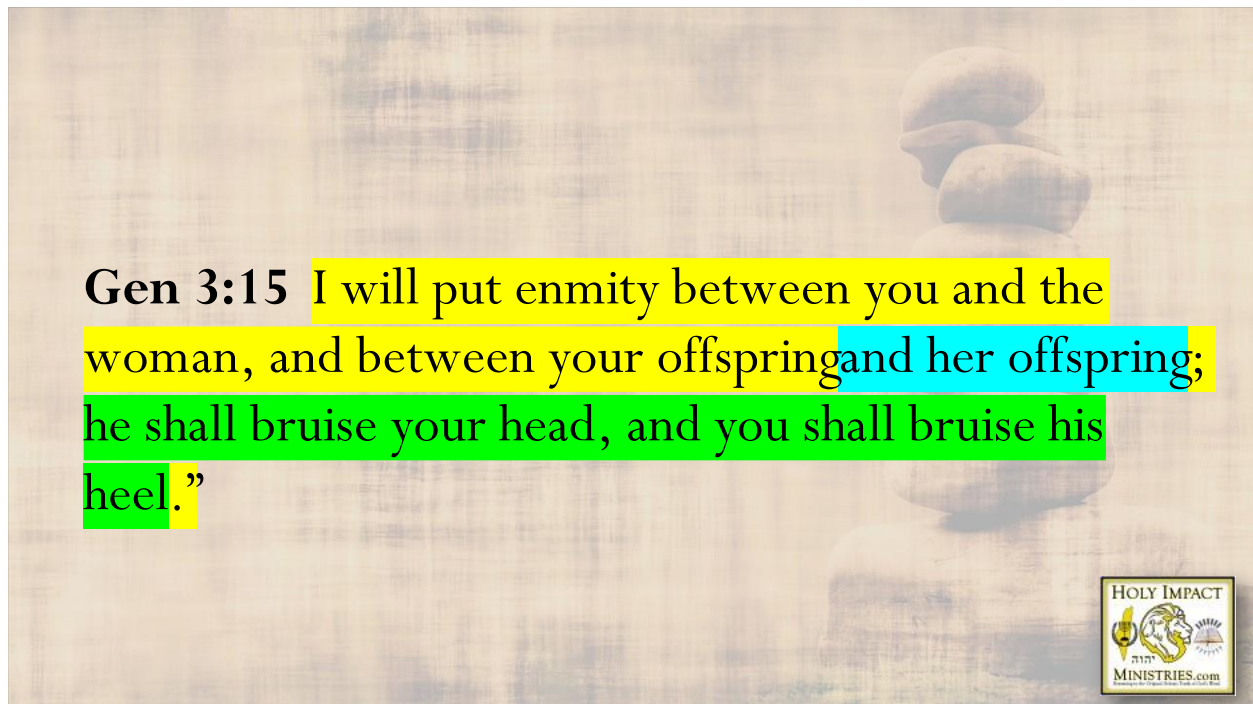 Gen 3:15 I will put enmity between you and the
woman, and between your offspringand her offspring;
he shall bruise your head, and you shall bruise his
heel.”
HOLY IMPACT
יהוה
MINISTRIES.com